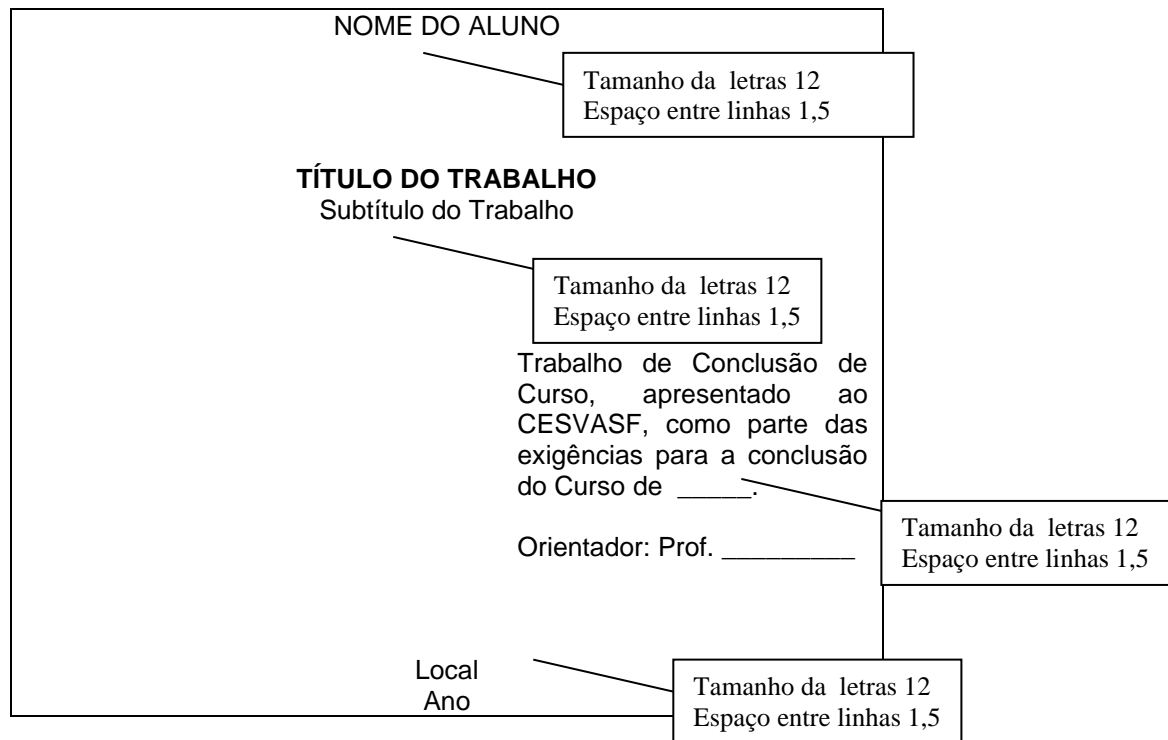 NOME DO ALUNO
Tamanho da letras 12
Espaço entre linhas 1,5
TÍTULO DO TRABALHO
Subtítulo do Trabalho
Tamanho da letras 12
Espaço entre linhas 1,5
Trabalho de Conclusão de
Curso, apresentado ao
CESVASF, como parte das
exigências para a conclusão
do Curso de _____.
Tamanho da letras 12
Espaço entre linhas 1,5
Orientador: Prof. _________
Local
Ano
Tamanho da letras 12
Espaço entre linhas 1,5